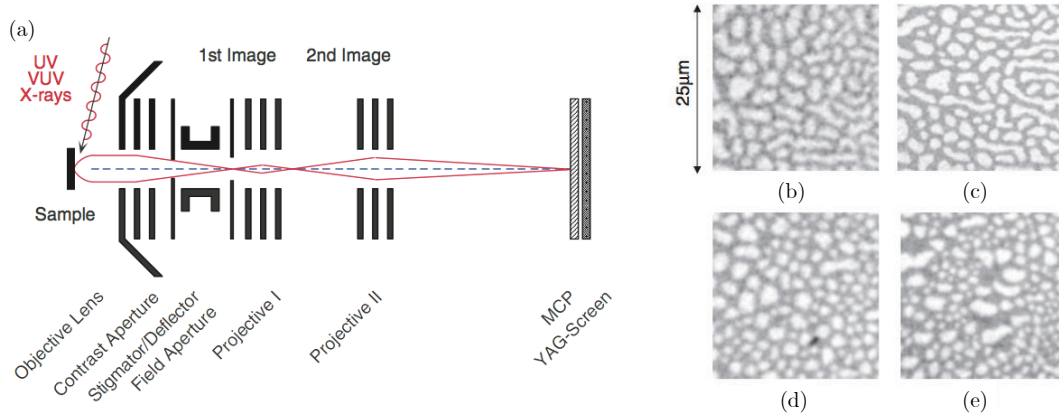 (a)
UV
VUV
X-rays
1st Image
2nd Image
Sample
Objective Lens
Contrast Aperture
Stigmator/Deflector
Field Aperture
Projective I
Projective II
MCP
YAG-Screen
25μm
(b)
(c)
(d)
(e)